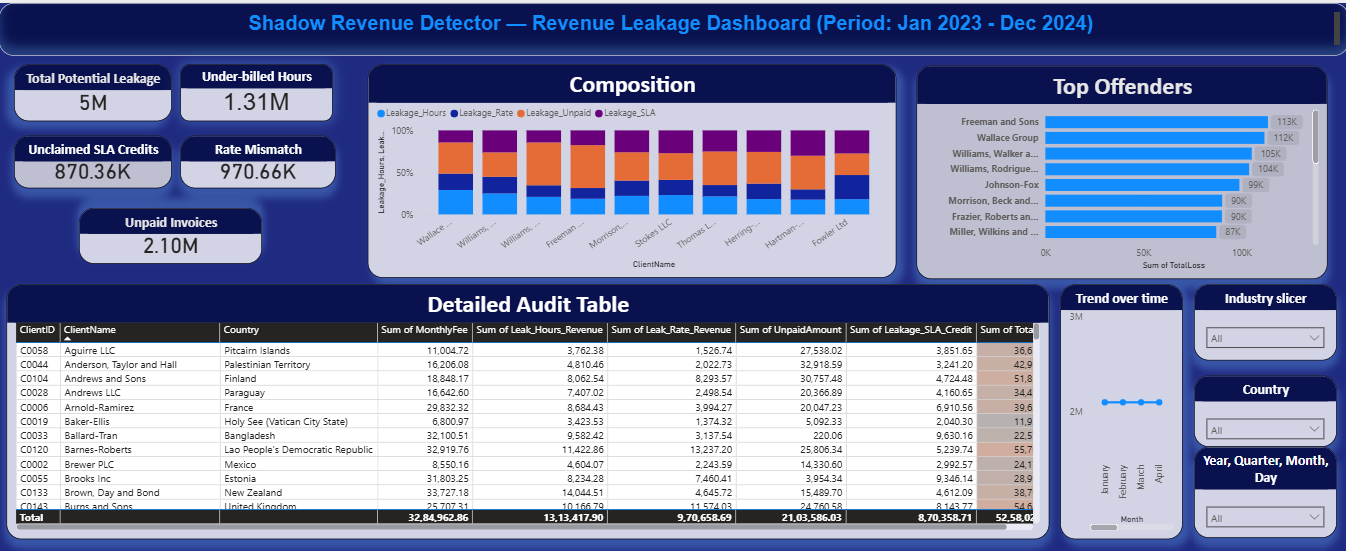 Shadow Revenue Detector — Revenue Leakage Dashboard (Period: Jan 2023 - Dec 2024)
Total Potential Leakage
5M
Under-billed Hours
1.31M
Unclaimed SLA Credits
870.36K
Rate Mismatch
970.66K
Unpaid Invoices
2.10M
Composition
Leakage_Hours Leakage_Rate Leakage_Unpaid Leakage_SLA
Leakage_Hours, Leak...
100%
50%
0%
Wallace ... Williams, ... Williams, ... Freeman ... Morrison,... Stokes LLC Thomas L... Herring-... Hartman-... Fowler Ltd
ClientName
Top Offenders
Freeman and Sons 113K
Wallace Group 112K
Williams, Walker a... 105K
Williams, Rodrigue... 104K
Johnson-Fox 99K
Morrison, Beck and... 90K
Frazier, Roberts an... 90K
Miller, Wilkins and ... 87K
0K 50K 100K
Sum of TotalLoss
Detailed Audit Table
ClientID ClientName Country Sum of MonthlyFee Sum of Leak_Hours_Revenue Sum of Leak_Rate_Revenue Sum of UnpaidAmount Sum of Leakage_SLA_Credit Sum of Tota
C0058 Aguirre LLC Pitcairn Islands 11,004.72 3,762.38 1,526.74 27,538.02 3,851.65 36,6
C0044 Anderson, Taylor and Hall Palestinian Territory 16,206.08 4,810.46 2,022.73 32,918.59 3,241.20 42,9
C0104 Andrews and Sons Finland 18,848.17 8,062.54 8,293.57 30,757.48 4,724.48 51,8
C0028 Andrews LLC Paraguay 16,642.60 7,407.02 2,498.54 20,366.89 4,160.65 34,4
C0006 Arnold-Ramirez France 29,832.32 8,684.43 3,994.27 20,047.23 6,910.56 39,6
C0019 Baker-Ellis Holy See (Vatican City State) 6,800.97 3,423.53 1,374.32 5,092.33 2,040.30 11,9
C0033 Ballard-Tran Bangladesh 32,100.51 9,582.42 3,137.54 220.06 9,630.16 22,5
C0120 Barnes-Roberts Lao People's Democratic Republic 32,919.76 11,422.86 13,237.20 25,806.34 5,239.74 55,7
C0002 Brewer PLC Mexico 8,550.16 4,604.07 2,243.59 14,330.60 2,992.57 24,1
C0055 Brooks Inc Estonia 31,803.25 8,234.28 7,460.41 3,954.34 9,346.14 28,9
C0133 Brown, Day and Bond New Zealand 33,727.18 14,044.51 4,645.72 15,489.70 4,612.09 38,7
C0143 Burns and Sons United Kingdom 25,707.31 10,166.79 11,574.03 24,760.58 8,143.77 54,6
Total 32,84,962.86 13,13,417.90 9,70,658.69 21,03,586.03 8,70,358.71 52,58,02
Trend over time
3M
2M
January February March April
Month
Industry slicer
All
Country
All
Year, Quarter, Month,
Day
All